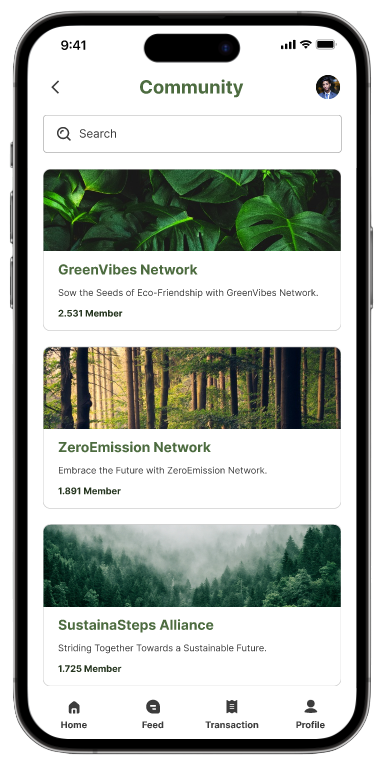 9:41
Community
Search
GreenVibes Network
Sow the Seeds of Eco-Friendship with GreenVibes Network.
2.531 Member
ZeroEmission Network
Embrace the Future with ZeroEmission Network.
1.891 Member
SustainaSteps Alliance
Striding Together Towards a Sustainable Future.
1.725 Member
Home Feed Transaction Profile